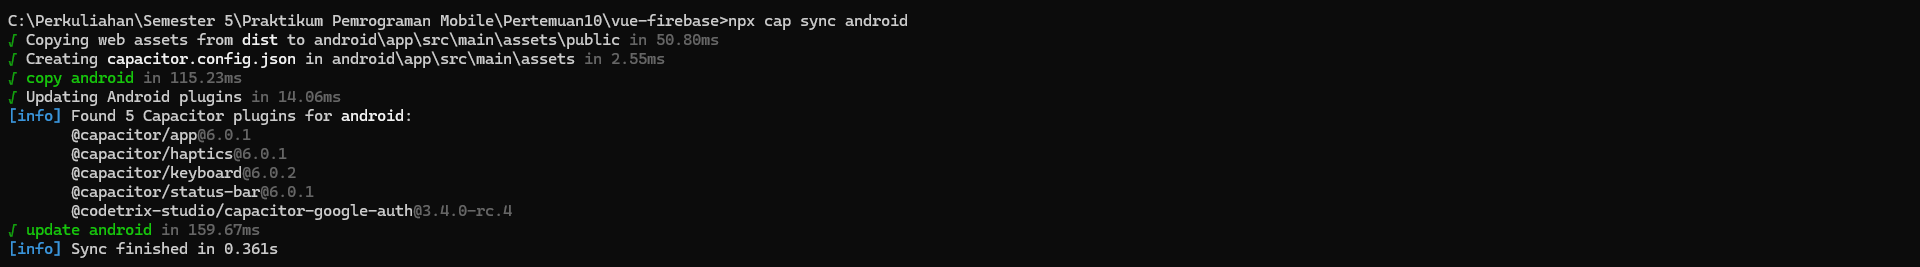 C:\Perkuliahan\Semester 5\Praktikum Pemrograman Mobile\Pertemuan10\vue-firebase>npx cap sync android
√ Copying web assets from dist to android\app\src\main\assets\public in 50.80ms
√ Creating capacitor.config.json in android\app\src\main\assets in 2.55ms
√ copy android in 115.23ms
√ Updating Android plugins in 14.06ms
[info] Found 5 Capacitor plugins for android:
@capacitor/app@6.0.1
@capacitor/haptics@6.0.1
@capacitor/keyboard@6.0.2
@capacitor/status-bar@6.0.1
@codetrix-studio/capacitor-google-auth@3.4.0-rc.4
√ update android in 159.67ms
[info] Sync finished in 0.361s